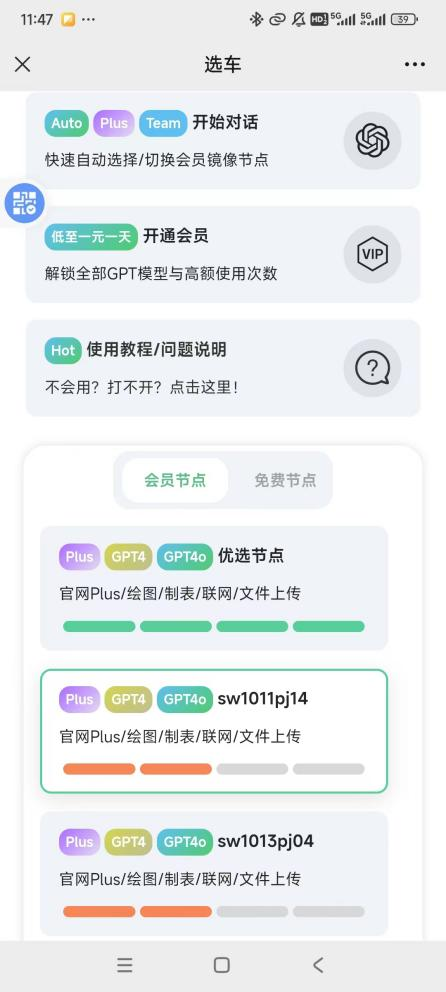 11:47 ··· HD 5G 5G 39
选车
Auto Plus Team 开始对话
快速自动选择/切换会员镜像节点
低至一元一天 开通会员
解锁全部GPT模型与高额使用次数
VIP
Hot 使用教程/问题说明
不会用？打不开？点击这里！
?
会员节点 免费节点
Plus GPT4 GPT4o 优选节点
官网Plus/绘图/制表/联网/文件上传
Plus GPT4 GPT4o sw1011pj14
官网Plus/绘图/制表/联网/文件上传
Plus GPT4 GPT4o sw1013pj04
官网Plus/绘图/制表/联网/文件上传